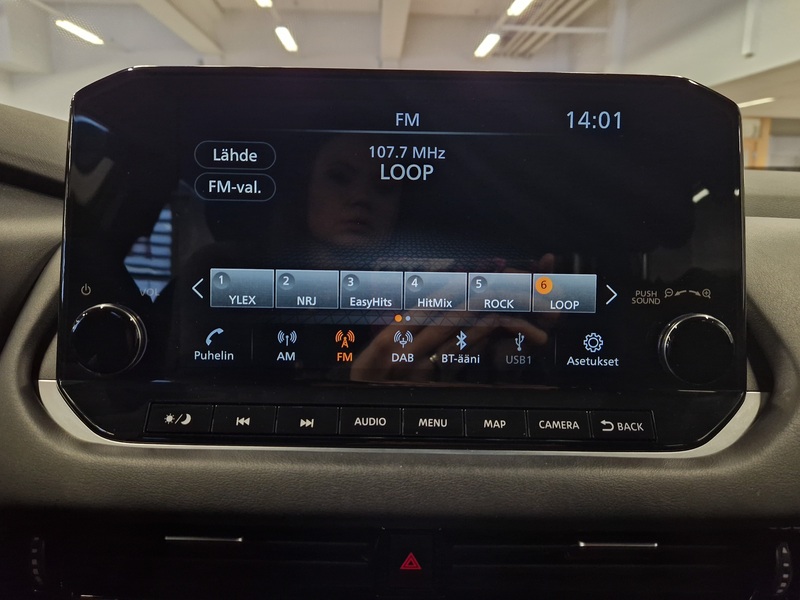 FM
14:01
Lähde
FM-val.
107.7 MHz
LOOP
1 YLEX
2 NRJ
3 EasyHits
4 HitMix
5 ROCK
6 LOOP
VOL
PUSH
SOUND
Puhelin
AM
FM
DAB
BT-ääni
USB1
Asetukset
AUDIO
MENU
MAP
CAMERA
BACK